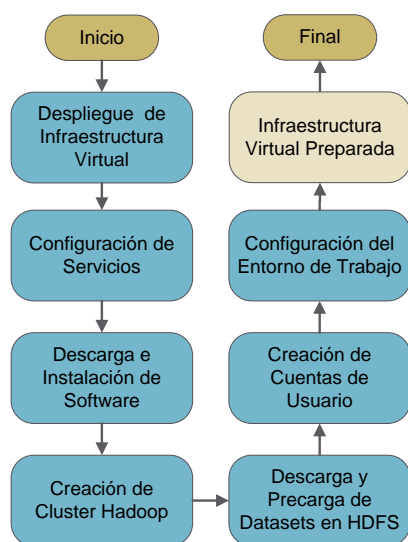 Inicio
Despliegue de
Infraestructura
Virtual
Configuración de
Servicios
Descarga e
Instalación de
Software
Creación de
Cluster Hadoop
Descarga y
Precarga de
Datasets en HDFS
Creación de
Cuentas de
Usuario
Configuración del
Entorno de Trabajo
Infraestructura
Virtual Preparada
Final